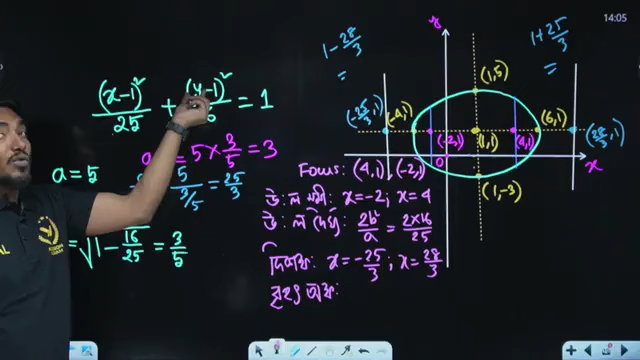 14:05
y
1 - 28/3
=
1 + 25/3
=
(x-1)²/25 + (y-1)²/6 = 1
(1,5)
(-25/3, 1)
(-4,1)
(6,1)
(28/3, 1)
(-2,1)
(1,1)
(4,1)
0
x
(1,-3)
a = 5
= 5 × 3/5 = 3
5/(3/5) = 25/3
= √(1 - 16/25) = 3/5
Focus: (4,1), (-2,1)
x = -2; x = 4
2b²/a = 2×16/25
x = -25/3; x = 28/3
বৃহৎ অক্ষ: